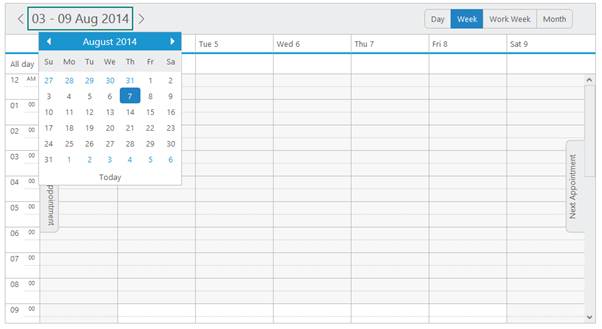 03 - 09 Aug 2014
Day Week Work Week Month
August 2014
Tue 5 Wed 6 Thu 7 Fri 8 Sat 9
All day
Su Mo Tu We Th Fr Sa
12 AM
27 28 29 30 31 1 2
3 4 5 6 7 8 9
01 00
10 11 12 13 14 15 16
02 00
17 18 19 20 21 22 23
24 25 26 27 28 29 30
03 00
31 1 2 3 4 5 6
Today
04 00
05 00
06 00
07 00
08 00
09 00
Next Appointment